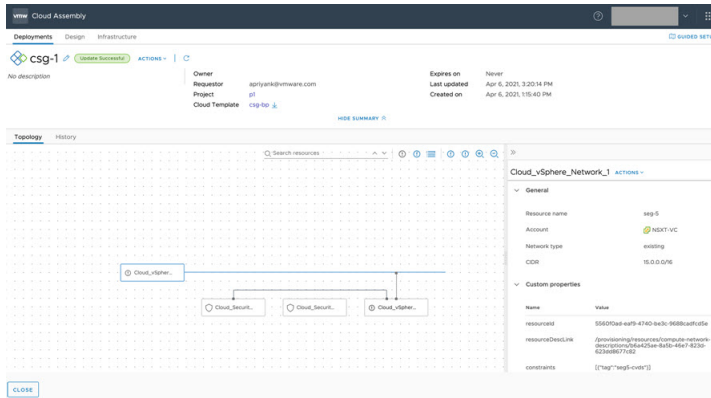 vmw Cloud Assembly
Deployments Design Infrastructure GUIDED SETU
csg-1 Update Successful ACTIONS
No description
Owner
Requestor apriyank@vmware.com
Project p1
Cloud Template csg-bp
Expires on Never
Last updated Apr 6, 2021, 3:20:14 PM
Created on Apr 6, 2021, 1:15:40 PM
HIDE SUMMARY
Topology History
Search resources
Cloud_vSpher...
Cloud_Securit...
Cloud_Securit...
Cloud_vSpher...
Cloud_vSphere_Network_1 ACTIONS
General
Resource name seg-5
Account NSXT-VC
Network type existing
CIDR 15.0.0.0/16
Custom properties
Name Value
resourceId 5560f0ad-eaf9-4740-be3c-9688cadfcd5e
resourceDescLink /provisioning/resources/compute-network-
descriptions/b6a425ae-8a5b-46e7-823d-
623dd8677c82
constraints [{"tag":"seg5-cvds"}]
CLOSE